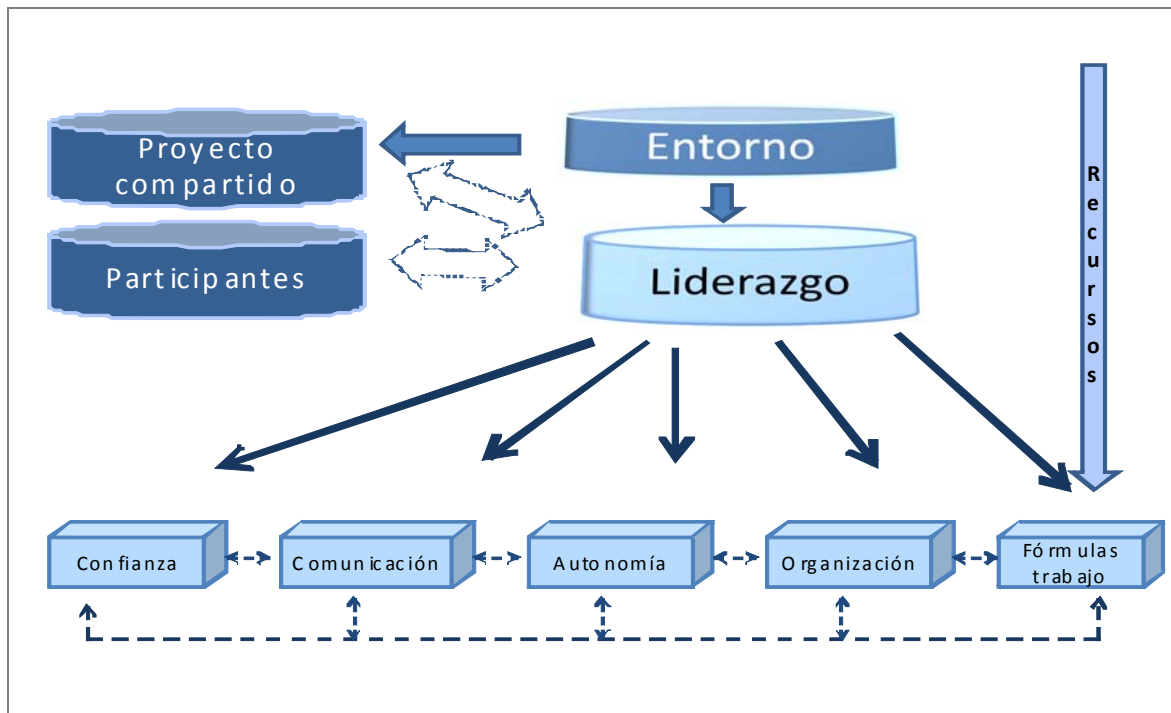 Proyecto
compartido
Entorno
Recursos
Participantes
Liderazgo
Confianza
Comunicación
Autonomía
Organización
Fórmulas
trabajo